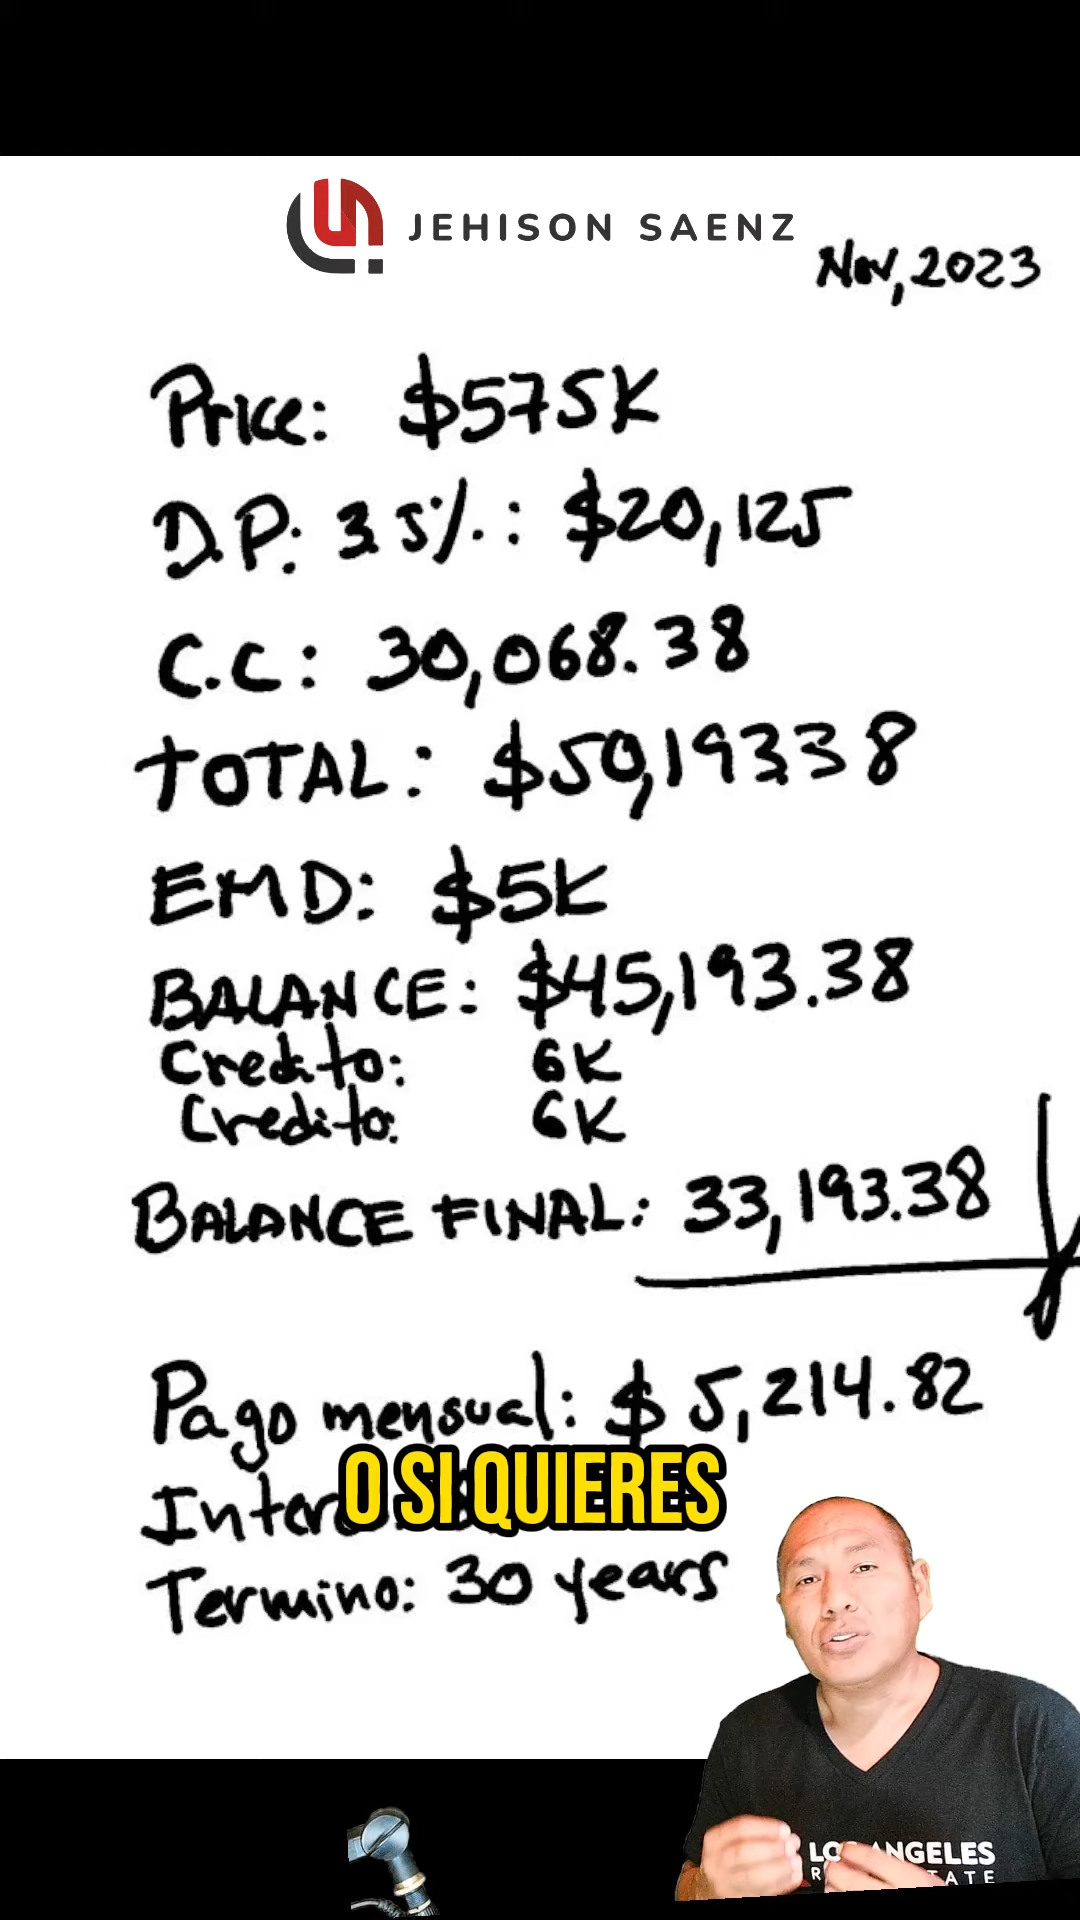 JEHISON SAENZ
Nov, 2023
Price: $575K
D.P: 3.5%: $20,125
C.C: 30,068.38
TOTAL: $50,193.38
EMD: $5K
BALANCE: $45,193.38
Credito: 6K
Credito: 6K
BALANCE FINAL: 33,193.38
Pago mensual: $5,214.82
O SI QUIERES
Termino: 30 years
LOS ANGELES